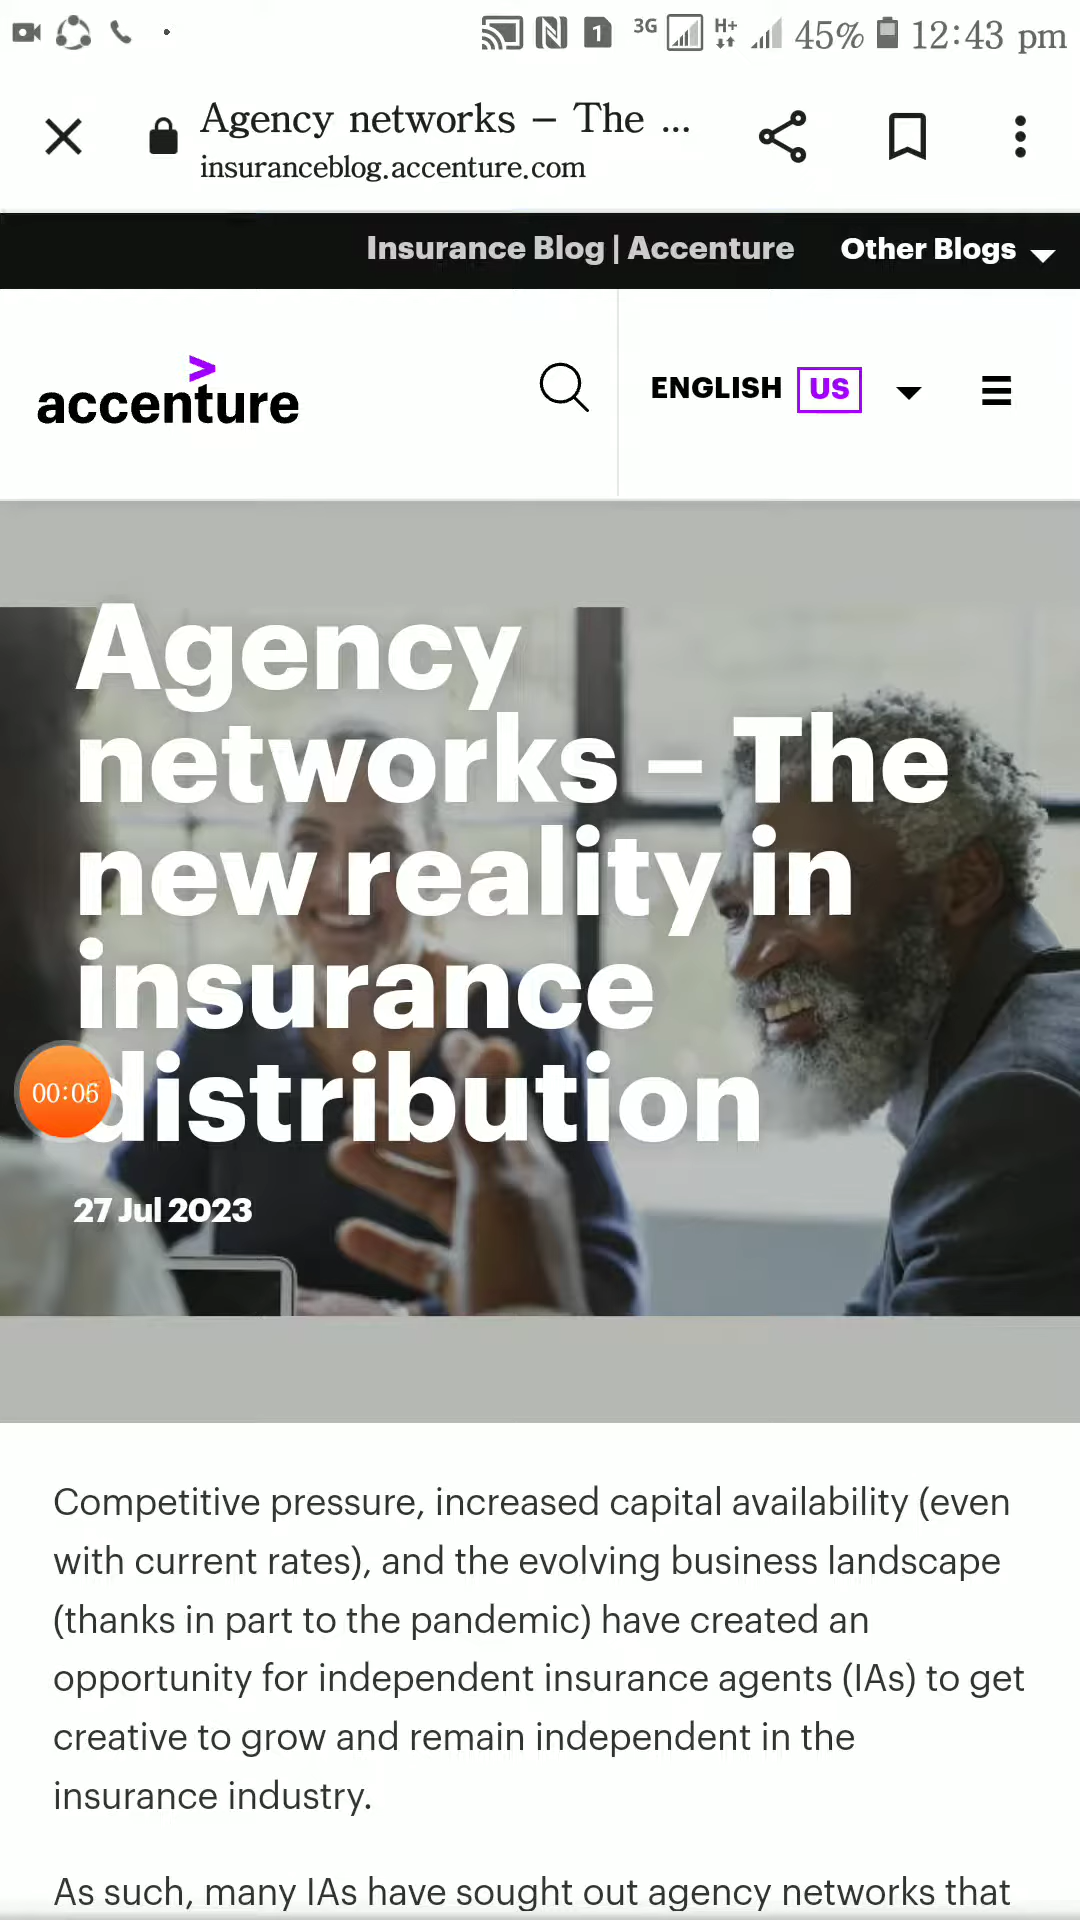 3G H+ 45% 12:43 pm
Agency networks – The ...
insuranceblog.accenture.com
Insurance Blog | Accenture Other Blogs
accenture
ENGLISH US
Agency
networks – The
new reality in
insurance
distribution
00:06
27 Jul 2023
Competitive pressure, increased capital availability (even
with current rates), and the evolving business landscape
(thanks in part to the pandemic) have created an
opportunity for independent insurance agents (IAs) to get
creative to grow and remain independent in the
insurance industry.
As such, many IAs have sought out agency networks that